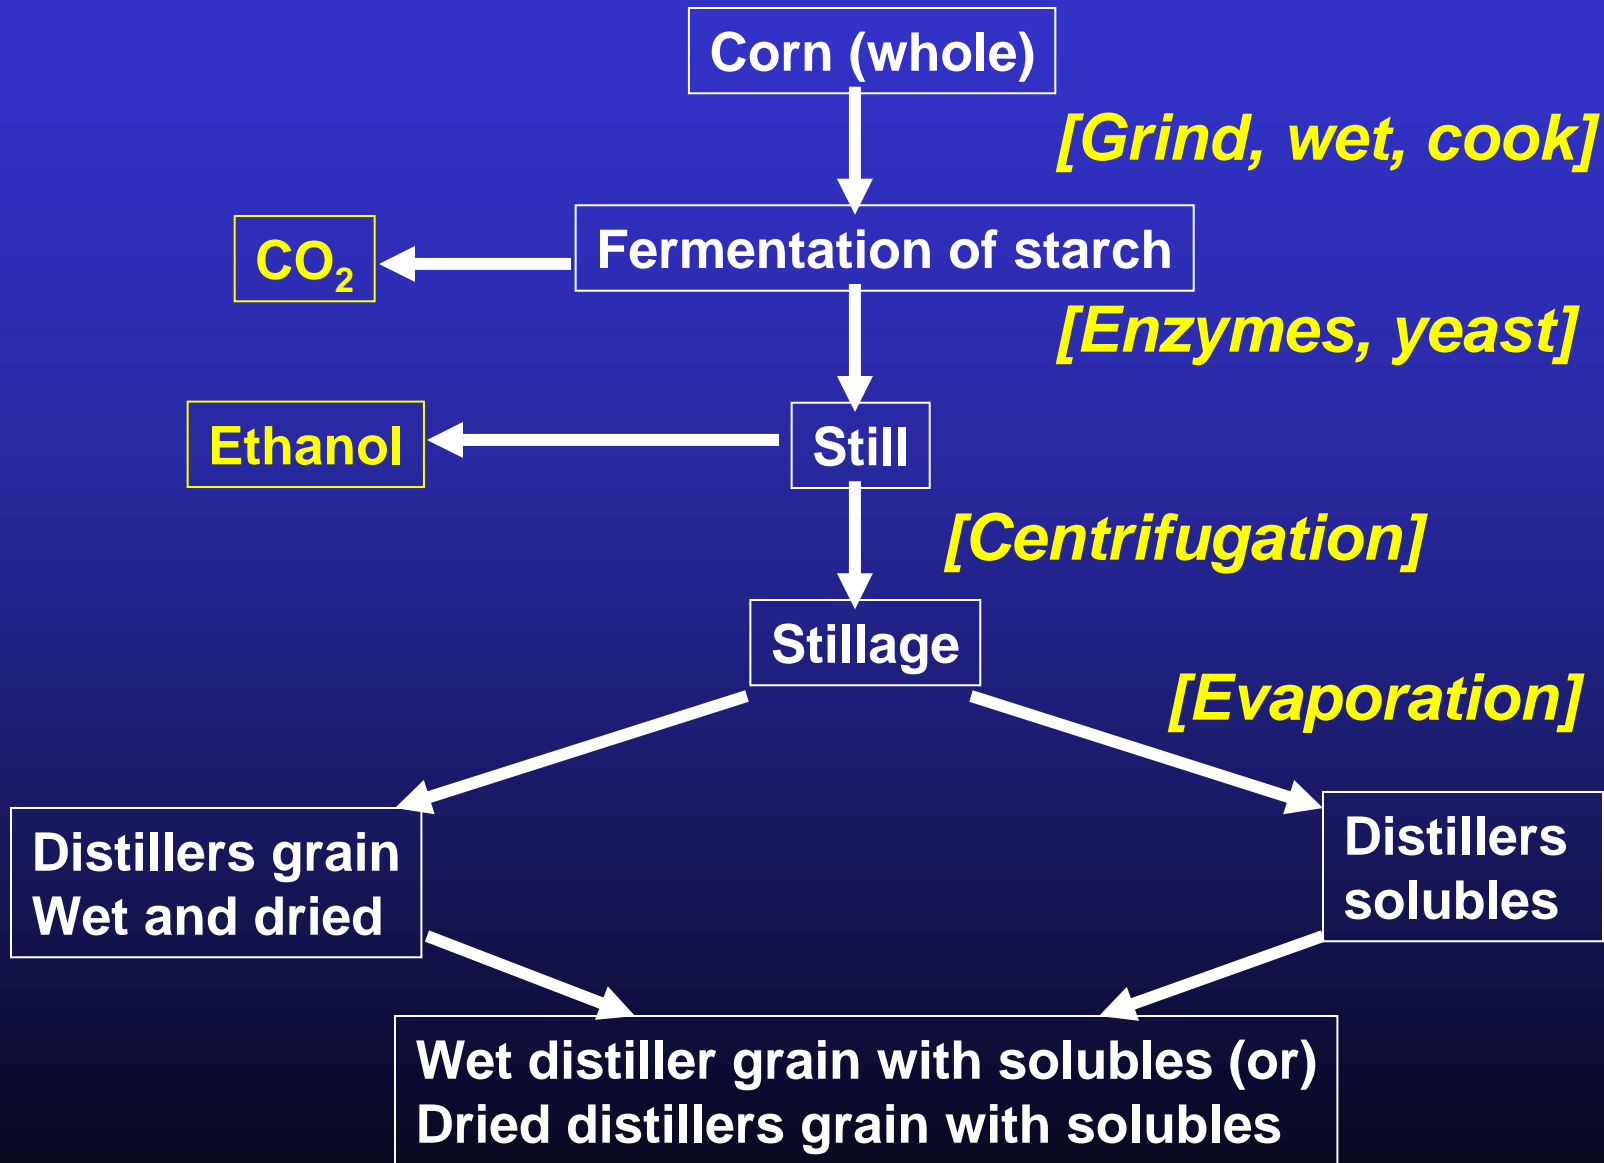 Corn (whole)
[Grind, wet, cook]
CO₂
Fermentation of starch
[Enzymes, yeast]
Ethanol
Still
[Centrifugation]
Stillage
[Evaporation]
Distillers grain
Wet and dried
Distillers
solubles
Wet distiller grain with solubles (or)
Dried distillers grain with solubles